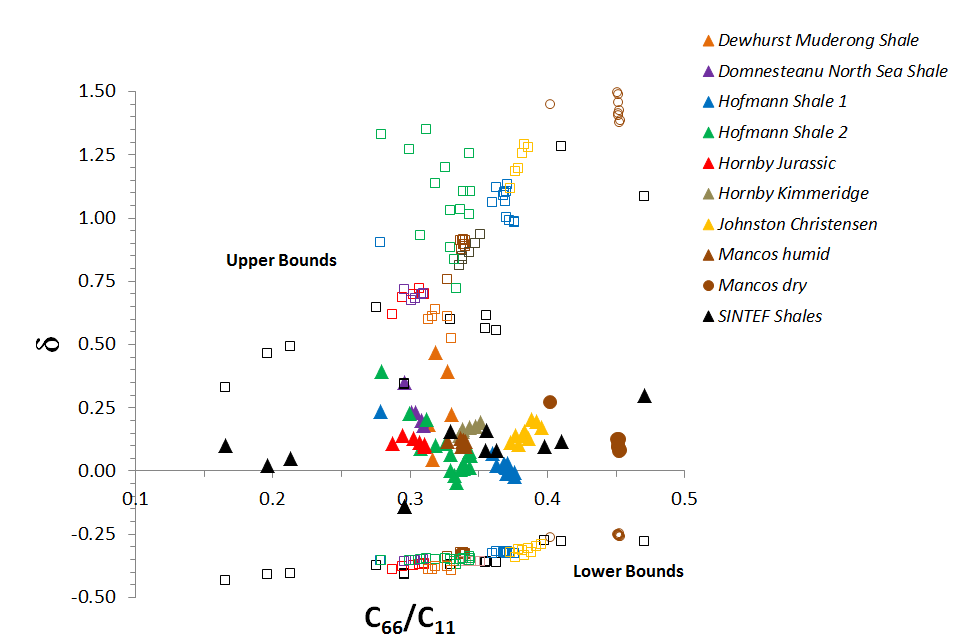 Dewhurst Muderong Shale
Domnesteanu North Sea Shale
Hofmann Shale 1
Hofmann Shale 2
Hornby Jurassic
Hornby Kimmeridge
Johnston Christensen
Mancos humid
Mancos dry
SINTEF Shales
1.50
1.25
1.00
0.75
0.50
0.25
0.00
-0.25
-0.50
δ
Upper Bounds
0.1 0.2 0.3 0.4 0.5
Lower Bounds
C66/C11